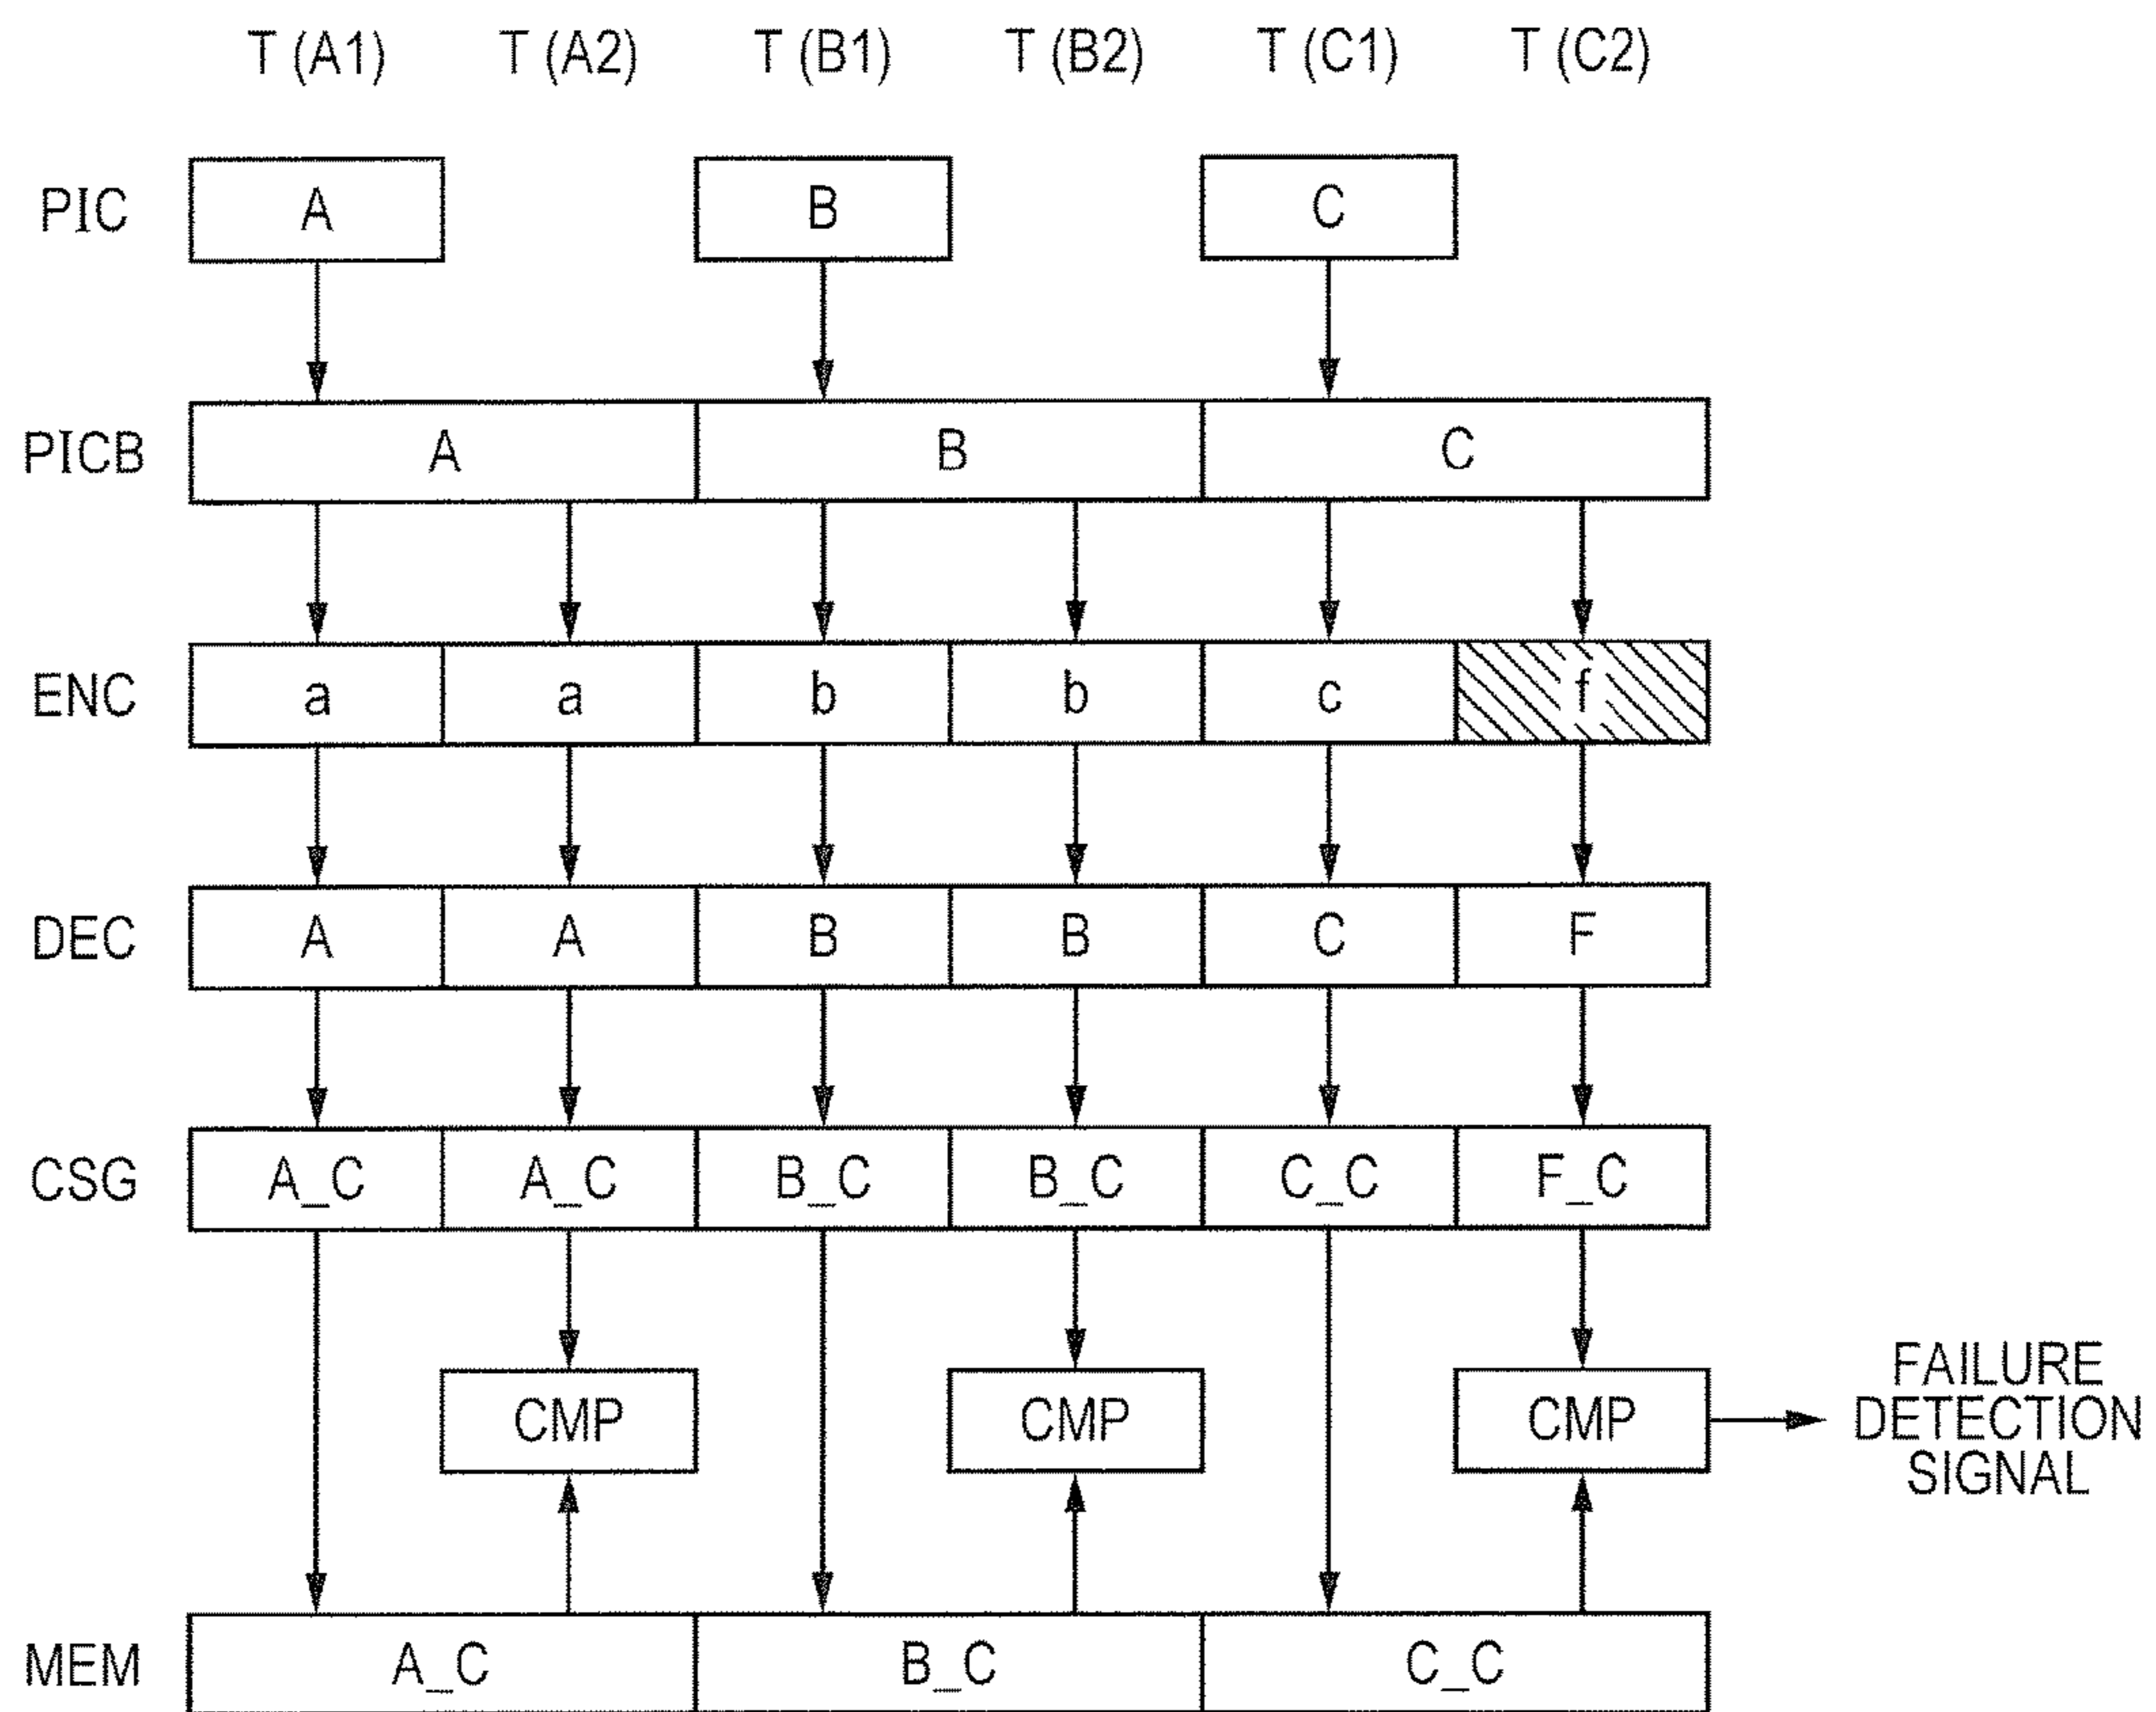 T (A1) T (A2) T (B1) T (B2) T (C1) T (C2)
PIC A B C
PICB A B C
ENC a a b b c f
DEC A A B B C F
CSG A_C A_C B_C B_C C_C F_C
CMP CMP CMP FAILURE
DETECTION
SIGNAL
MEM A_C B_C C_C